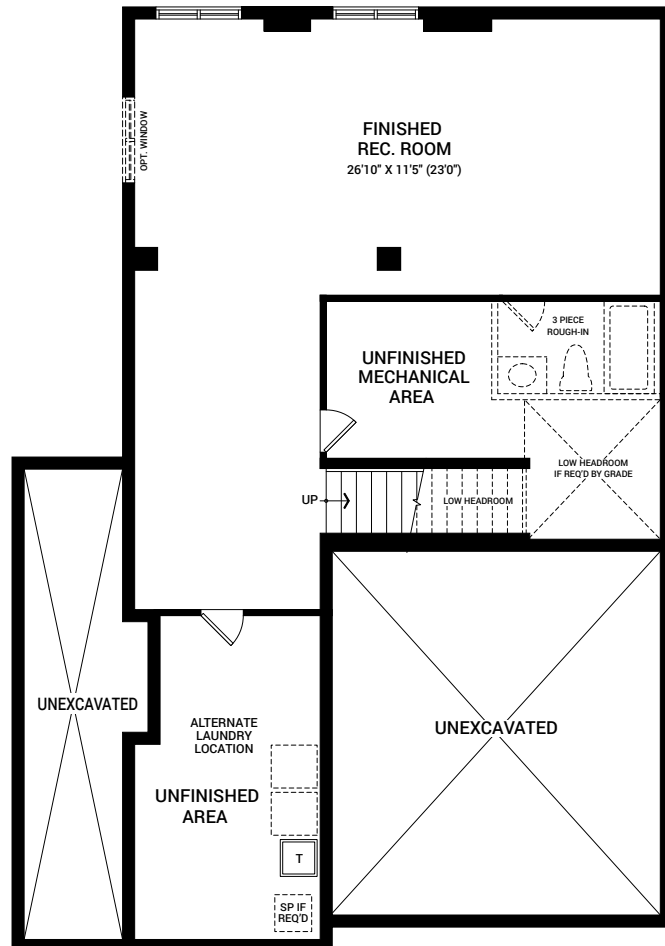 OPT. WINDOW
FINISHED
REC. ROOM
26'10" X 11'5" (23'0")
3 PIECE
ROUGH-IN
UNFINISHED
MECHANICAL
AREA
LOW HEADROOM
IF REQ'D BY GRADE
UP
LOW HEADROOM
UNEXCAVATED
ALTERNATE
LAUNDRY
LOCATION
UNEXCAVATED
UNFINISHED
AREA
T
SP IF
REQ'D